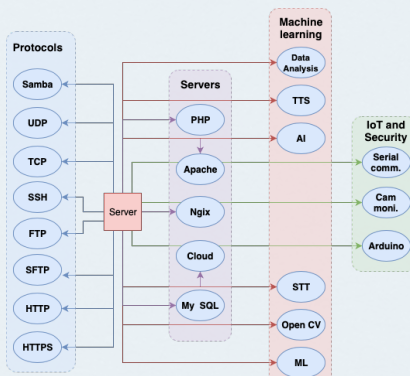 Protocols
Samba
UDP
TCP
SSH
FTP
SFTP
HTTP
HTTPS
Server
Servers
PHP
Apache
Ngix
Cloud
My SQL
Machine
learning
Data
Analysis
TTS
AI
STT
Open CV
ML
IoT and
Security
Serial
comm.
Cam
moni.
Arduino